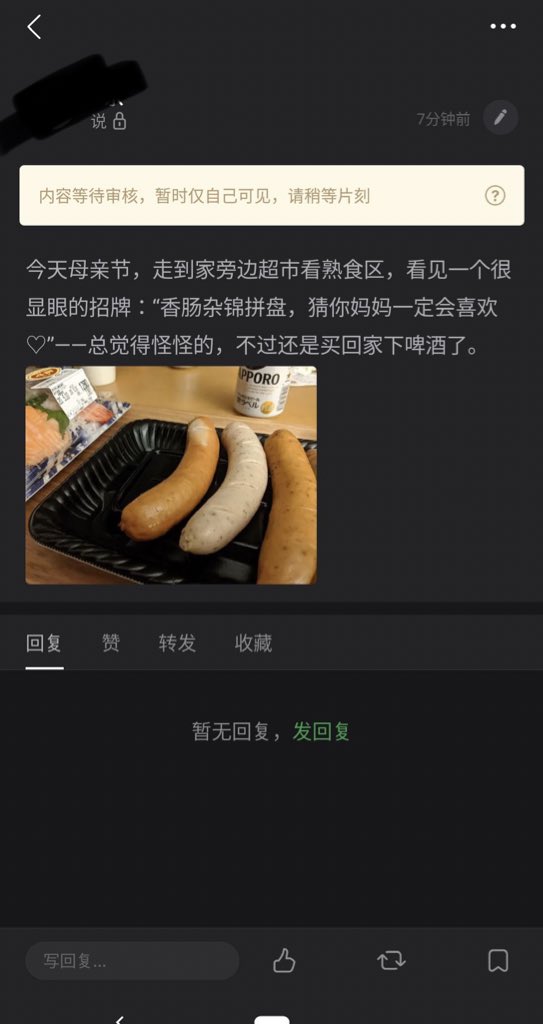 说
7分钟前
内容等待审核，暂时仅自己可见，请稍等片刻
今天母亲节，走到家旁边超市看熟食区，看见一个很
显眼的招牌：“香肠杂锦拼盘，猜你妈妈一定会喜欢
♡”——总觉得怪怪的，不过还是买回家下啤酒了。
PPORO
回复 赞 转发 收藏
暂无回复，发回复
写回复...